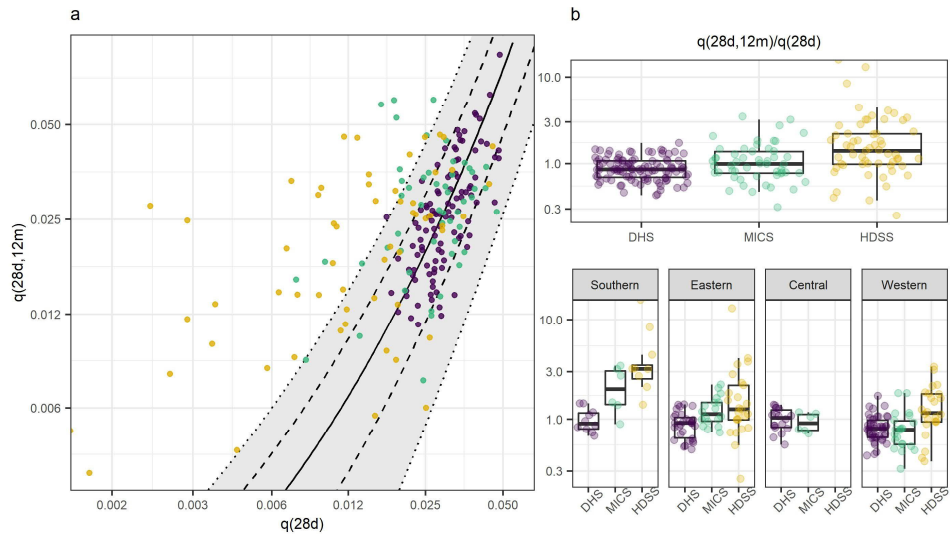 a
q(28d,12m)
0.050
0.025
0.012
0.006
0.002 0.003 0.006 0.012 0.025 0.050
q(28d)
b
q(28d,12m)/q(28d)
10.0
3.0
1.0
0.3
DHS MICS HDSS
Southern Eastern Central Western
10.0
3.0
1.0
0.3
DHS MICS HDSS DHS MICS HDSS DHS MICS HDSS DHS MICS HDSS